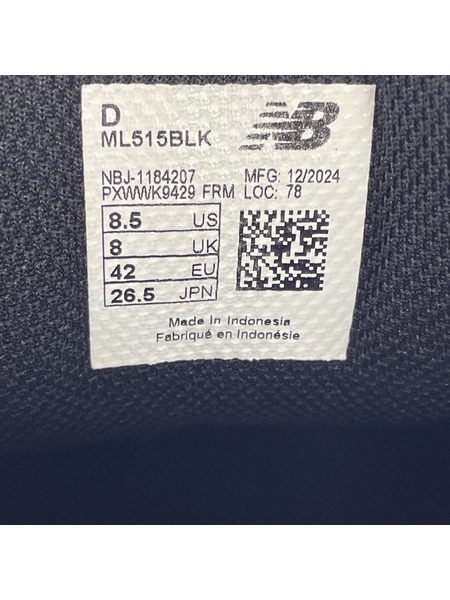 D
ML515BLK
NB
NBJ-1184207 MFG: 12/2024
PXWWK9429 FRM LOC: 78
8.5 US
8 UK
42 EU
26.5 JPN
Made In Indonesia
Fabriqué en Indonésie